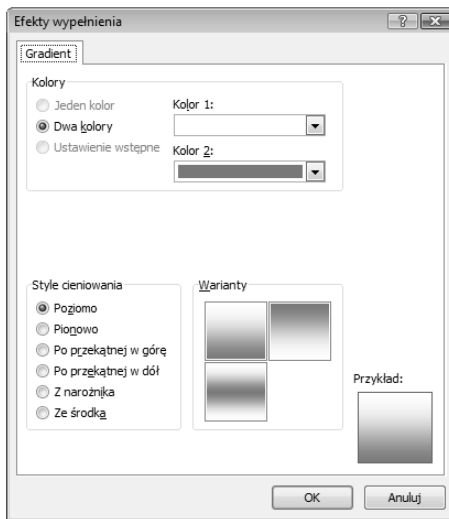 Efekty wypełnienia
Gradient
Kolory
Jeden kolor
Dwa kolory
Ustawienie wstępne
Kolor 1:
Kolor 2:
Style cieniowania
Poziomo
Pionowo
Po przekątnej w górę
Po przekątnej w dół
Z narożnika
Ze środka
Warianty
Przykład:
OK
Anuluj